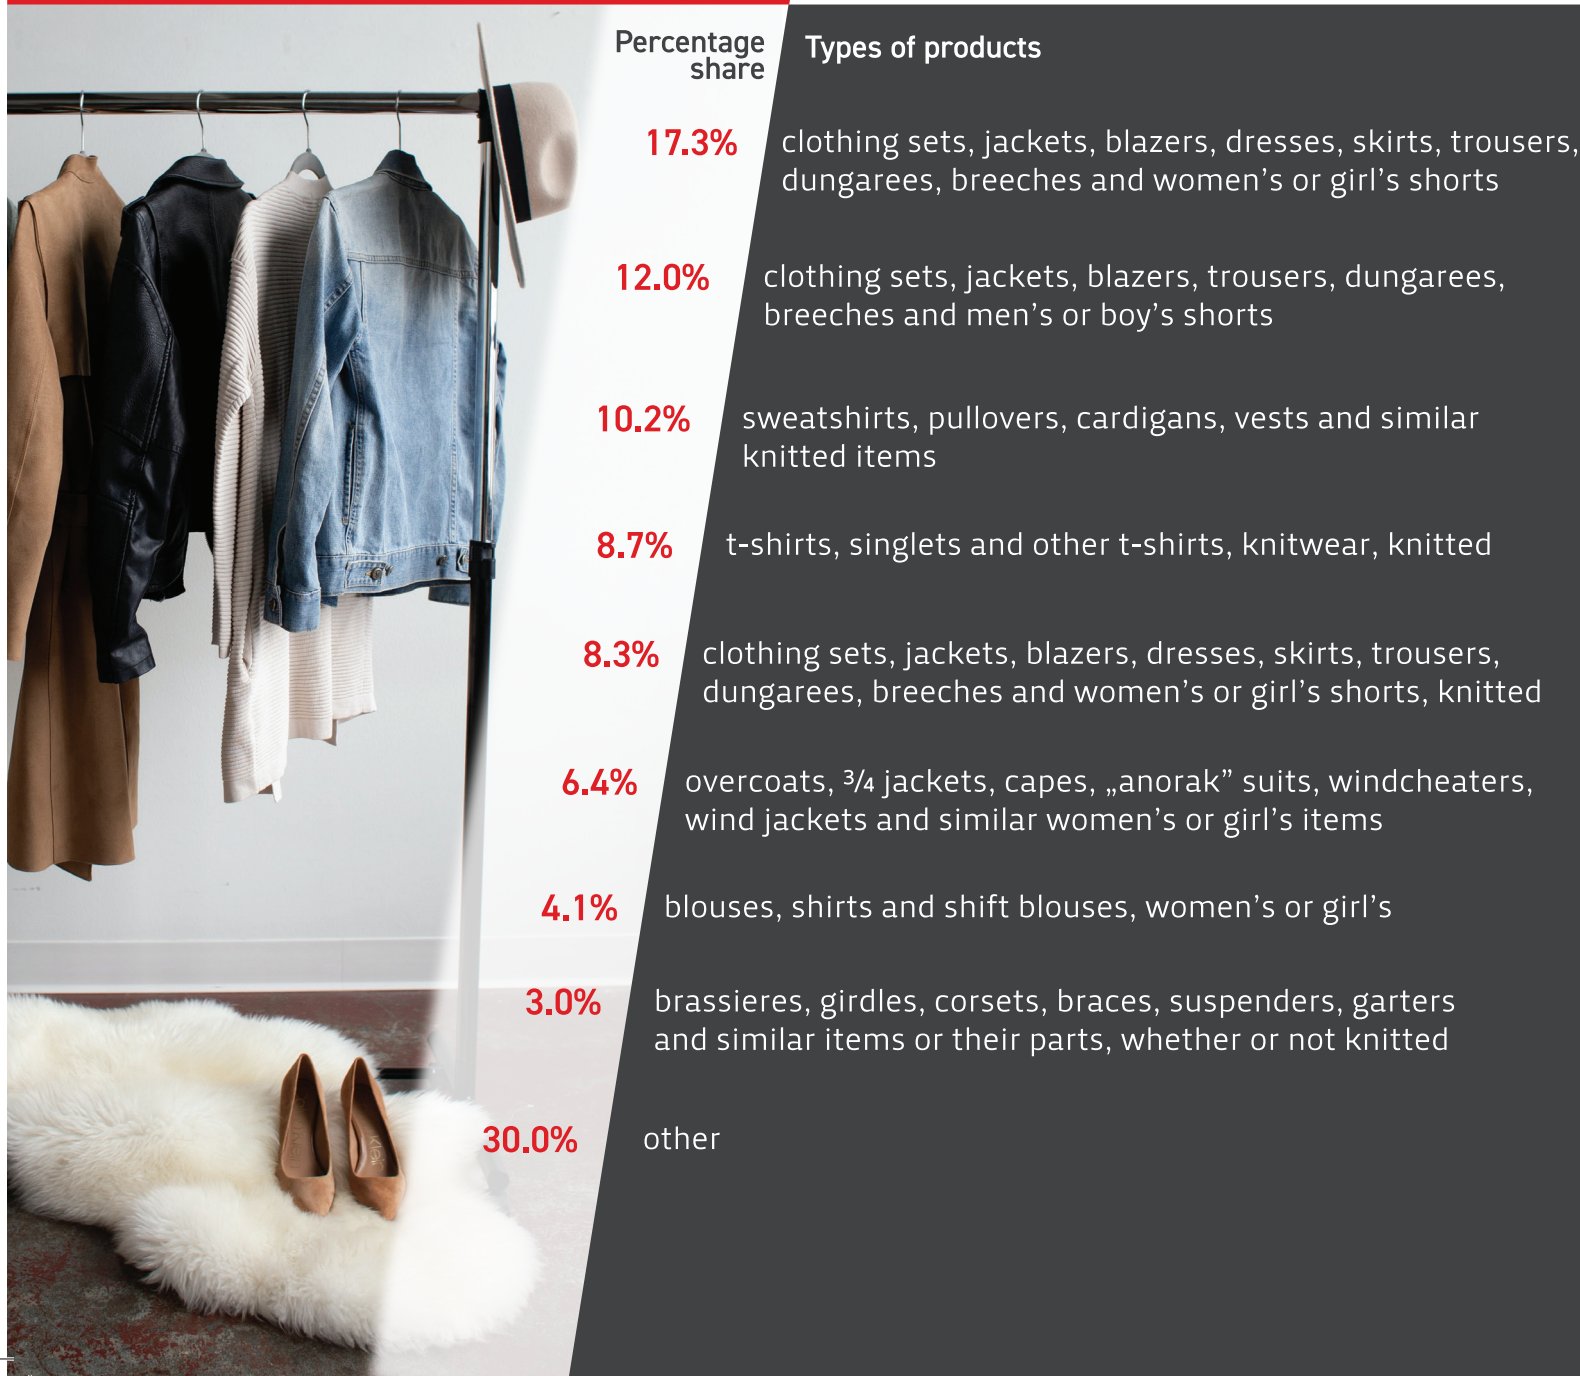 Percentage
share
Types of products
17.3%
clothing sets, jackets, blazers, dresses, skirts, trousers,
dungarees, breeches and women's or girl's shorts
12.0%
clothing sets, jackets, blazers, trousers, dungarees,
breeches and men's or boy's shorts
10.2%
sweatshirts, pullovers, cardigans, vests and similar
knitted items
8.7%
t-shirts, singlets and other t-shirts, knitwear, knitted
8.3%
clothing sets, jackets, blazers, dresses, skirts, trousers,
dungarees, breeches and women's or girl's shorts, knitted
6.4%
overcoats, ¾ jackets, capes, „anorak” suits, windcheaters,
wind jackets and similar women's or girl's items
4.1%
blouses, shirts and shift blouses, women's or girl's
3.0%
brassieres, girdles, corsets, braces, suspenders, garters
and similar items or their parts, whether or not knitted
30.0%
other